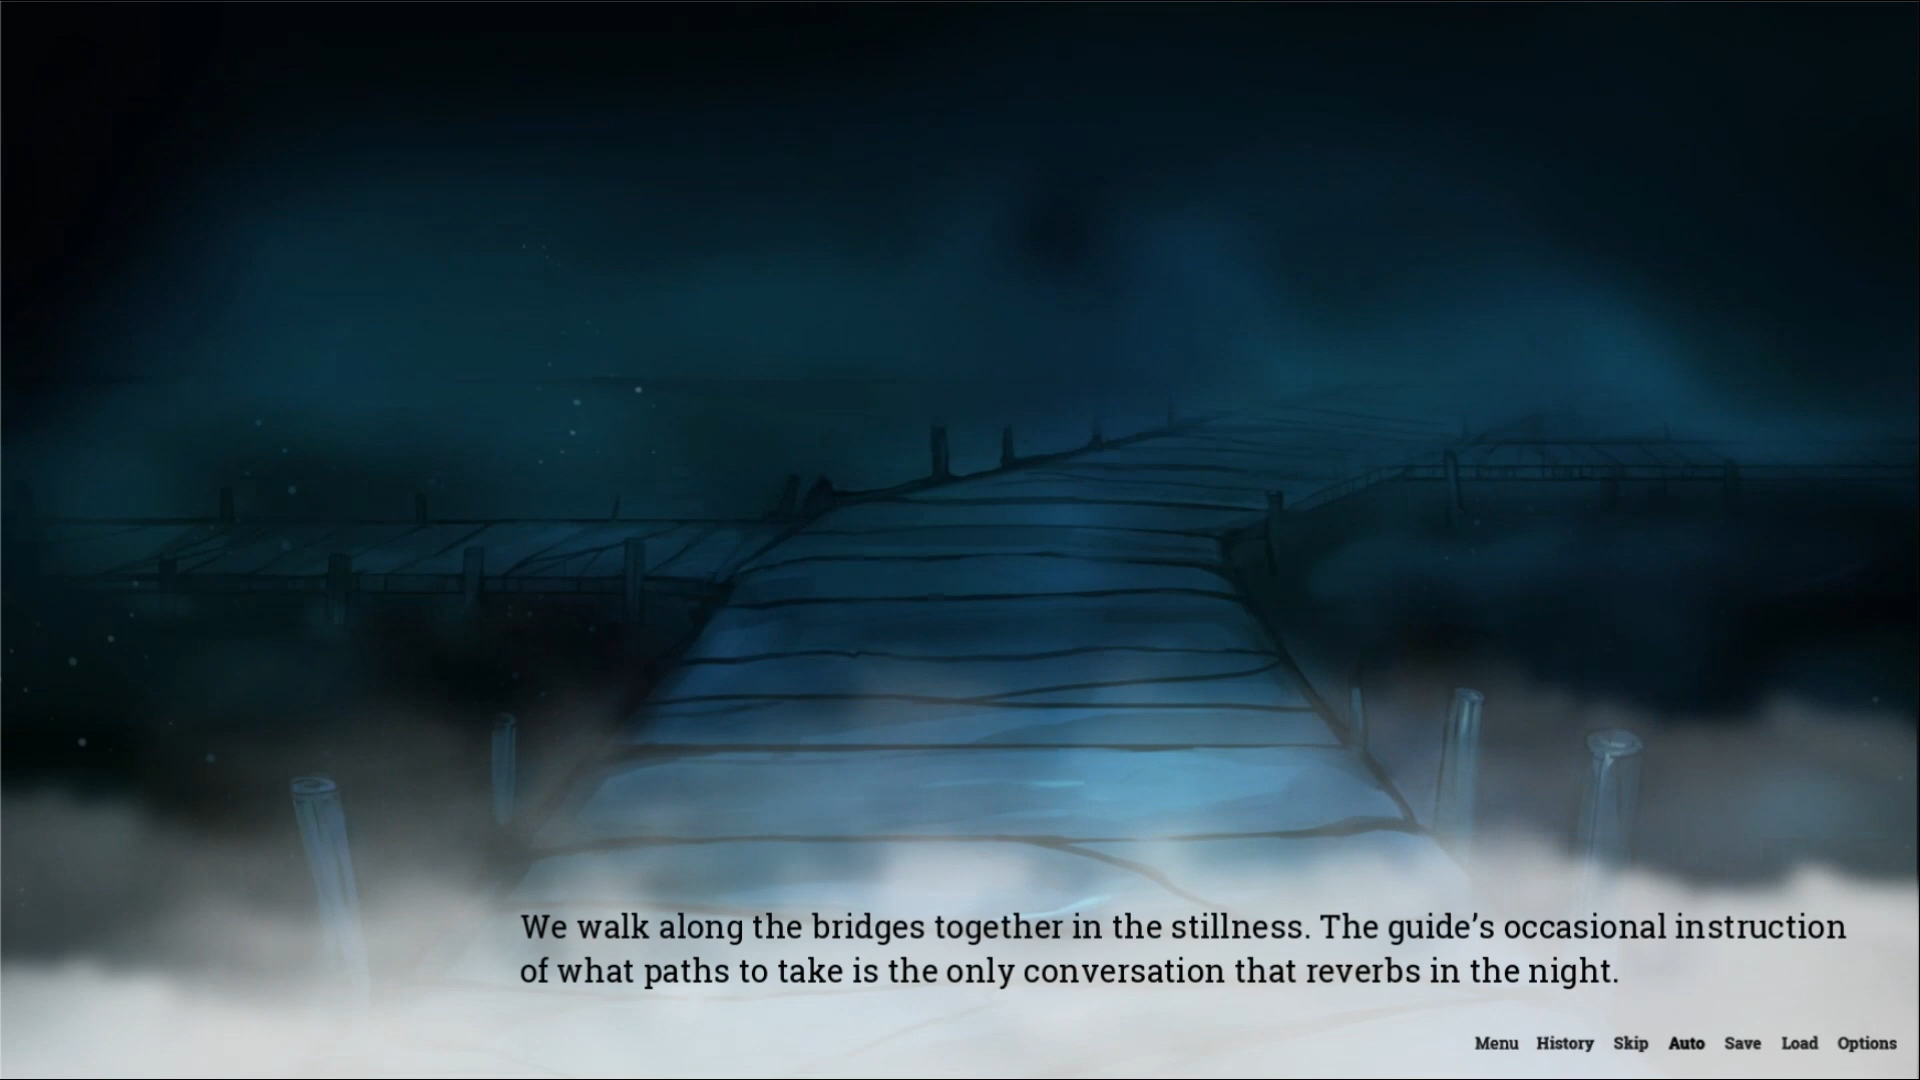 We walk along the bridges together in the stillness. The guide’s occasional instruction
of what paths to take is the only conversation that reverbs in the night.
Menu History Skip Auto Save Load Options